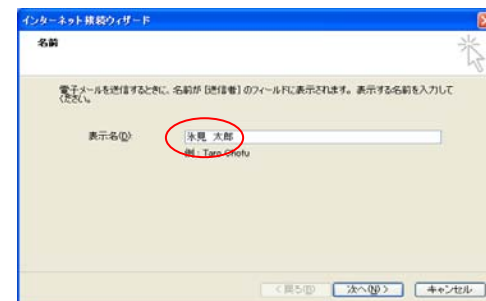 インターネット接続ウィザード
名前
電子メールを送信するときに、名前が [送信者] のフィールドに表示されます。表示する名前を入力して
ください。
表示名(D):
氷見 太郎
例 : Taro Chofu
< 戻る(B)
次へ(N) >
キャンセル